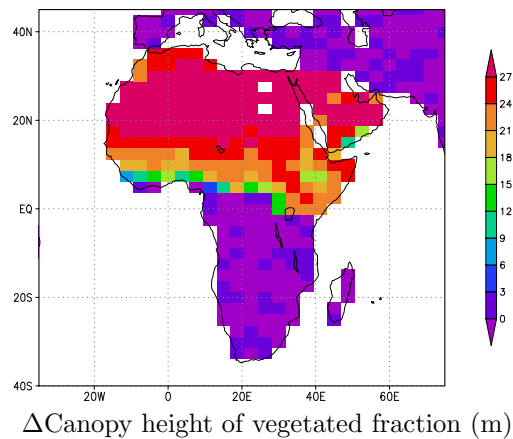 40N
20N
EQ
20S
40S
20W 0 20E 40E 60E
27
24
21
18
15
12
9
6
3
0
ΔCanopy height of vegetated fraction (m)